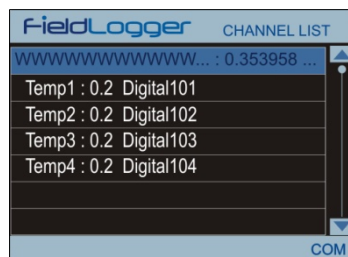 FieldLogger CHANNEL LIST
WWWWWWWWWWWW... : 0.353958 ...
Temp1 : 0.2 Digital101
Temp2 : 0.2 Digital102
Temp3 : 0.2 Digital103
Temp4 : 0.2 Digital104
COM